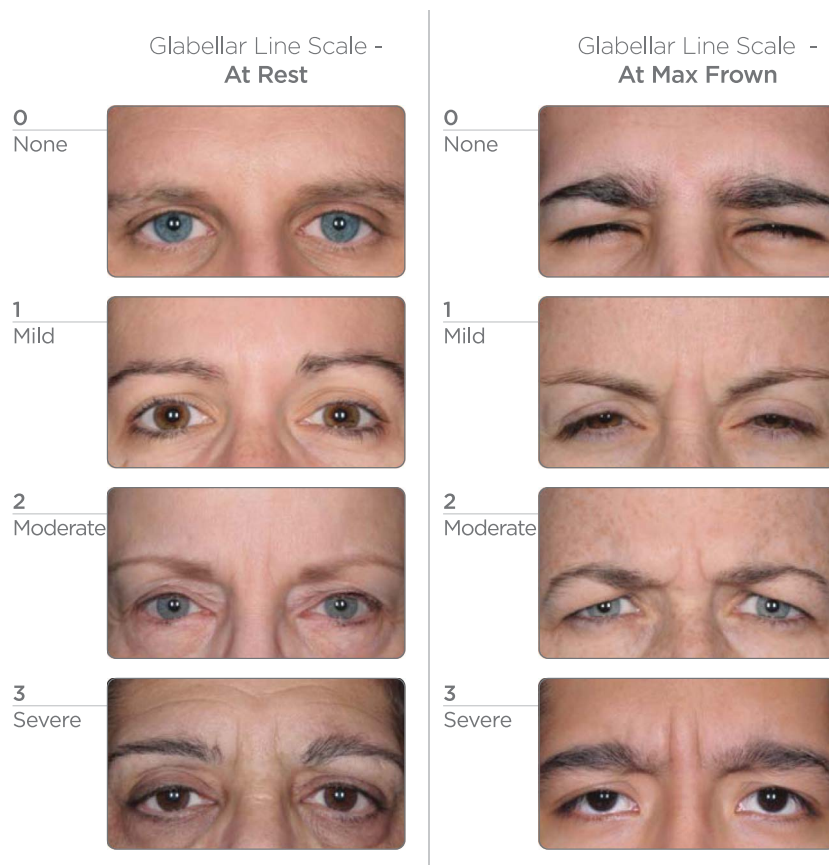 Glabellar Line Scale -
At Rest
0
None
1
Mild
2
Moderate
3
Severe
Glabellar Line Scale -
At Max Frown
0
None
1
Mild
2
Moderate
3
Severe